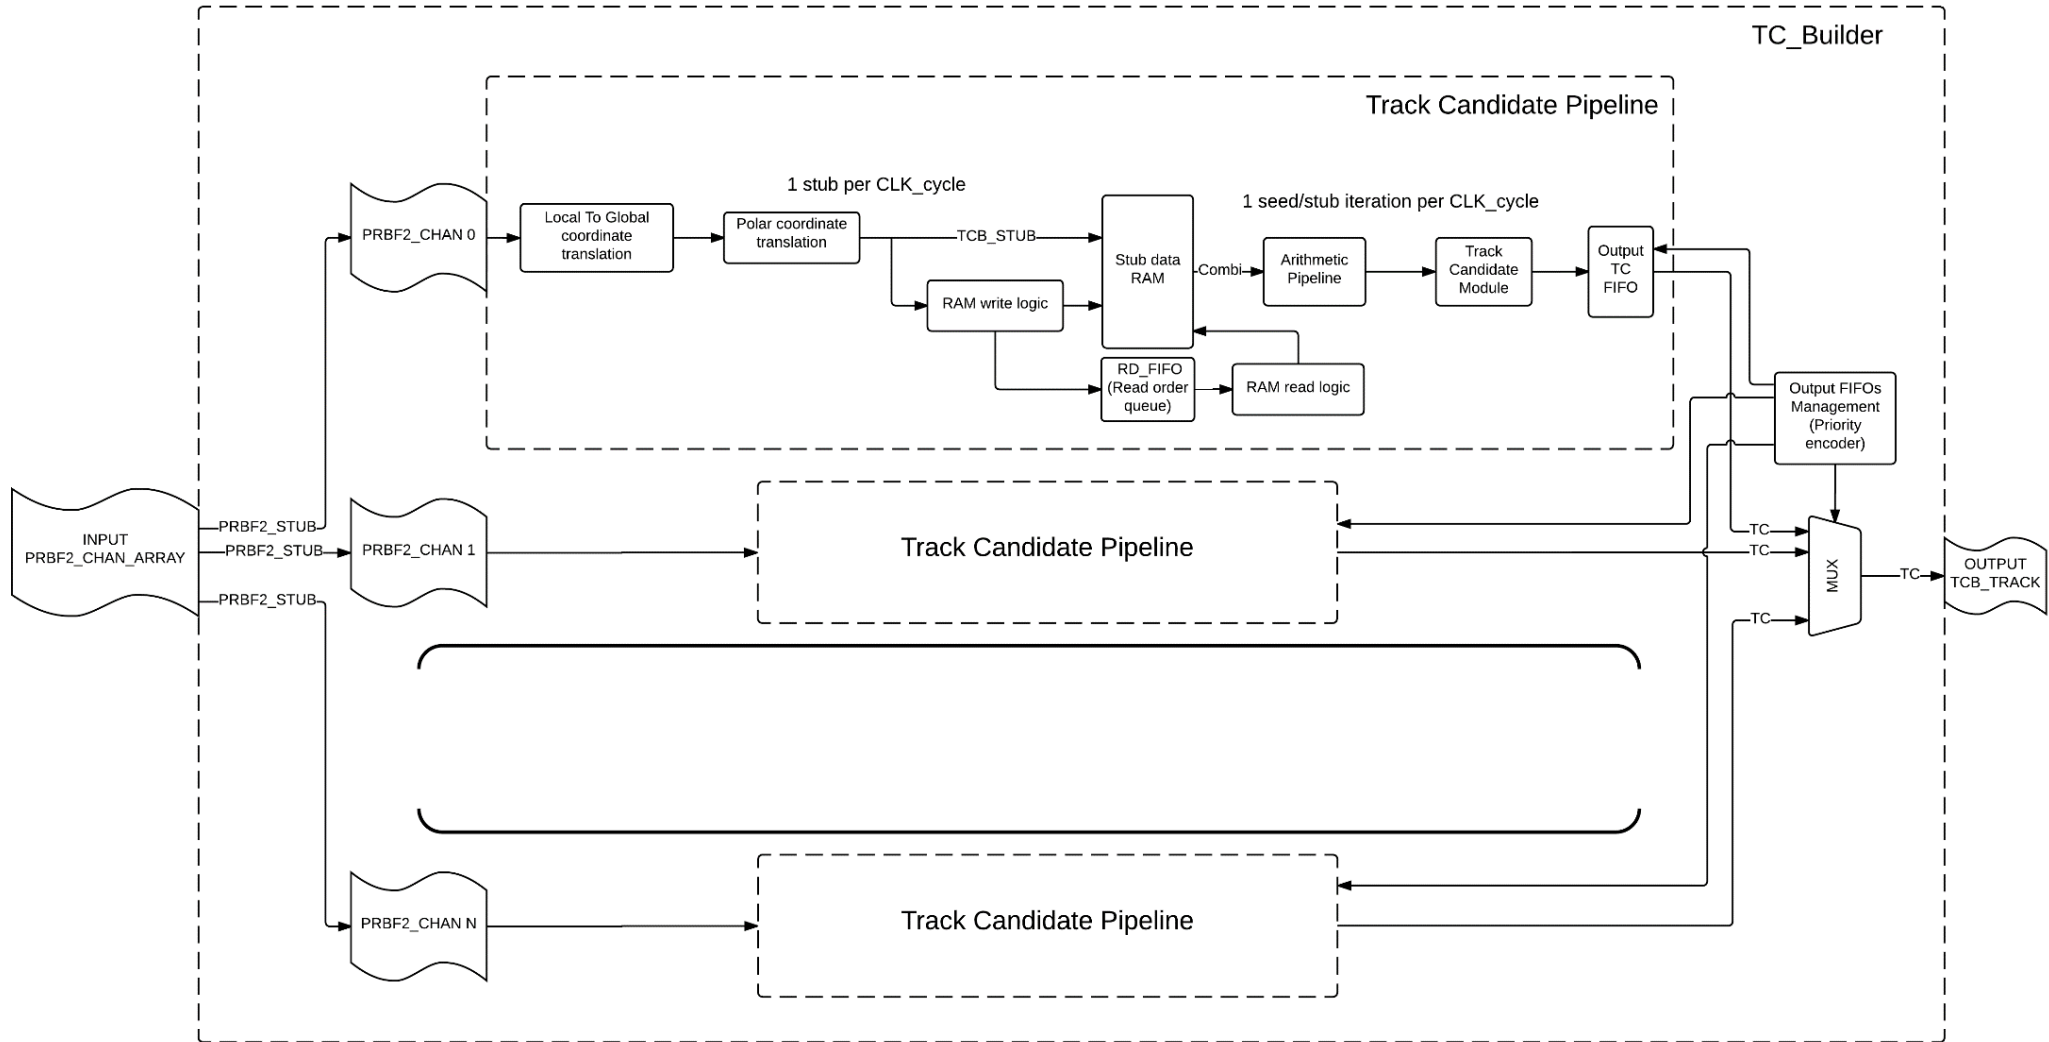 TC_Builder
Track Candidate Pipeline
1 stub per CLK_cycle
1 seed/stub iteration per CLK_cycle
PRBF2_CHAN 0
Local To Global
coordinate
translation
Polar coordinate
translation
TCB_STUB
Stub data
RAM
Combi
Arithmetic
Pipeline
Track
Candidate
Module
Output
TC
FIFO
RAM write logic
RD_FIFO
(Read order
queue)
RAM read logic
Output FIFOs
Management
(Priority
encoder)
INPUT
PRBF2_CHAN_ARRAY
PRBF2_STUB
PRBF2_STUB
PRBF2_STUB
PRBF2_CHAN 1
Track Candidate Pipeline
TC
TC
TC
MUX
TC
OUTPUT
TCB_TRACK
PRBF2_CHAN N
Track Candidate Pipeline